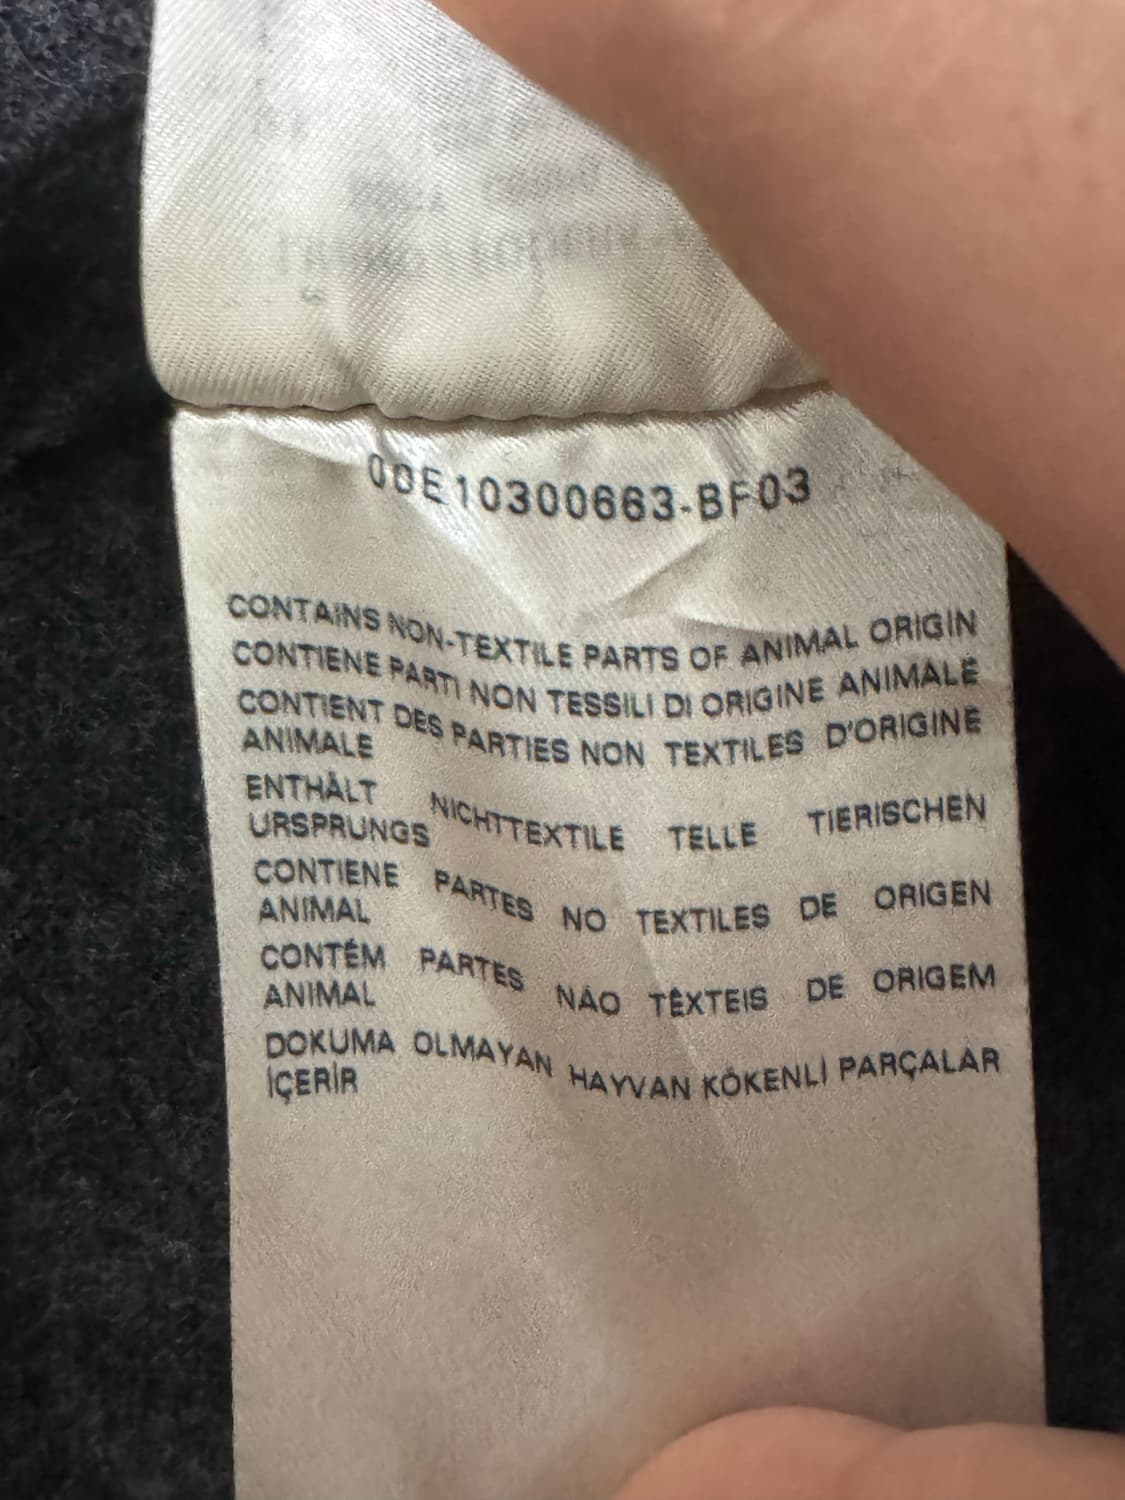 00E10300663-BF03
CONTAINS NON-TEXTILE PARTS OF ANIMAL ORIGIN
CONTIENE PARTI NON TESSILI DI ORIGINE ANIMALE
CONTIENT DES PARTIES NON TEXTILES D'ORIGINE
ANIMALE
ENTHÄLT NICHTTEXTILE TELLE TIERISCHEN
URSPRUNGS
CONTIENE PARTES NO TEXTILES DE ORIGEN
ANIMAL
CONTÉM PARTES NÃO TÊXTEIS DE ORIGEM
ANIMAL
DOKUMA OLMAYAN HAYVAN KÖKENLİ PARÇALAR
İÇERİR